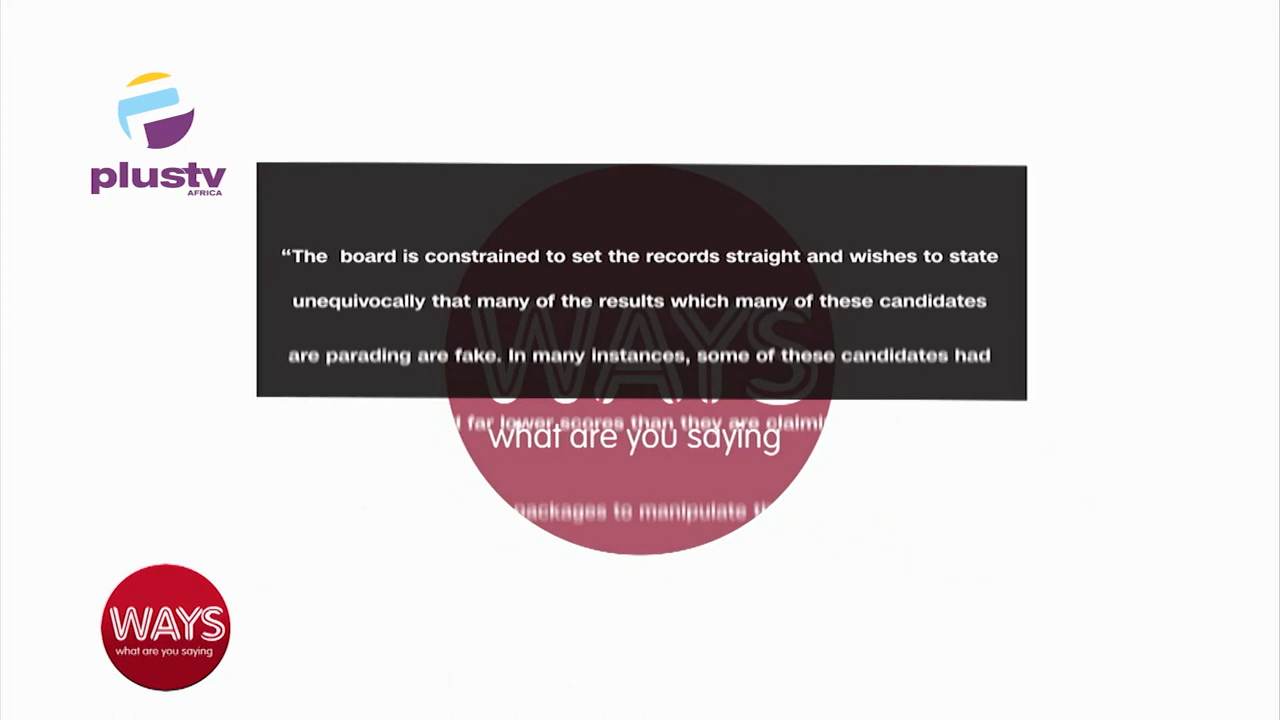 plustv
AFRICA
“The board is constrained to set the records straight and wishes to state
unequivocally that many of the results which many of these candidates
are parading are fake. In many instances, some of these candidates had
WAYS
far lower scores than they are
what are you saying
packages to manipulate
WAYS
what are you saying